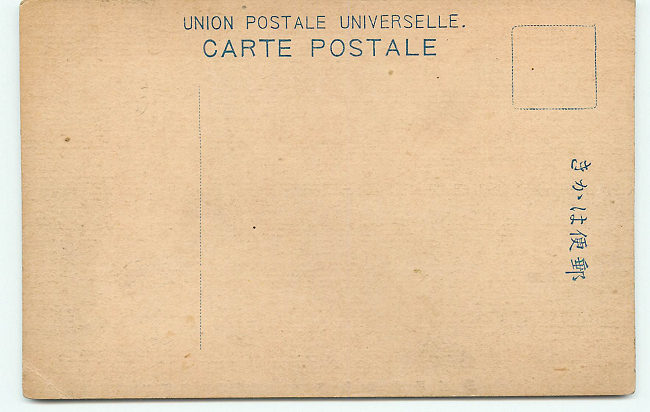 UNION POSTALE UNIVERSELLE.
CARTE POSTALE
きかは便郵